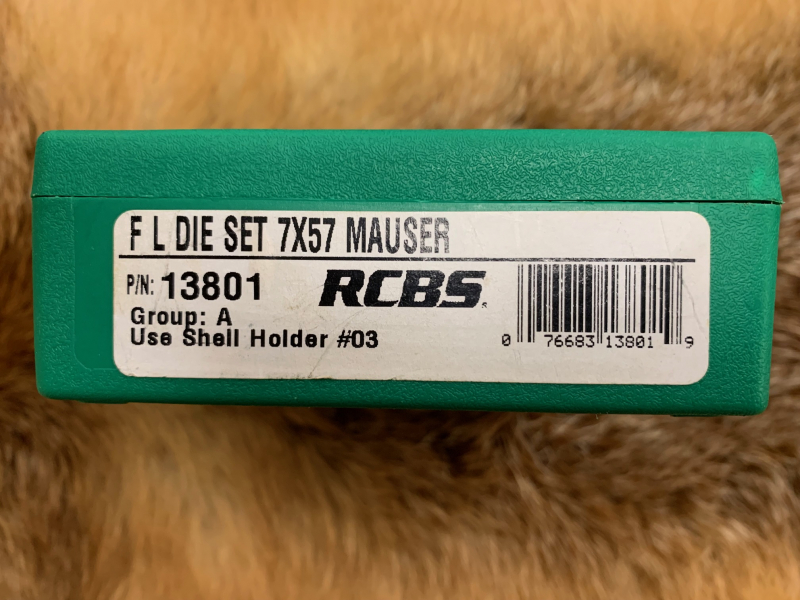 F L DIE SET 7X57 MAUSER
P/N: 13801 RCBS
Group: A
Use Shell Holder #03
0 76683 13801 9